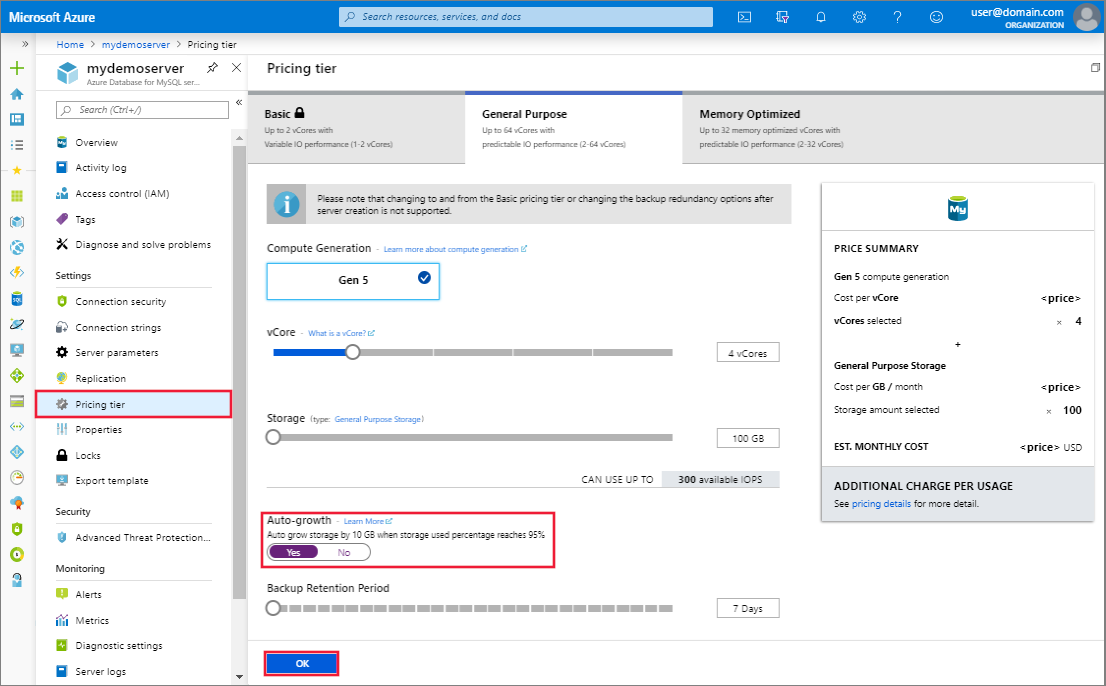 Microsoft Azure
Search resources, services, and docs
user@domain.com
ORGANIZATION
Home > mydemoserver > Pricing tier
mydemoserver
Azure Database for MySQL ser...
Search (Ctrl+/)
Overview
Activity log
Access control (IAM)
Tags
Diagnose and solve problems
Settings
Connection security
Connection strings
Server parameters
Replication
Pricing tier
Properties
Locks
Export template
Security
Advanced Threat Protection...
Monitoring
Alerts
Metrics
Diagnostic settings
Server logs
Pricing tier
Basic
Up to 2 vCores with
Variable IO performance (1-2 vCores)
General Purpose
Up to 64 vCores with
predictable IO performance (2-64 vCores)
Memory Optimized
Up to 32 memory optimized vCores with
predictable IO performance (2-32 vCores)
Please note that changing to and from the Basic pricing tier or changing the backup redundancy options after
server creation is not supported.
Compute Generation - Learn more about compute generation
Gen 5
vCore - What is a vCore?
4 vCores
Storage (type: General Purpose Storage)
100 GB
CAN USE UP TO 300 available IOPS
Auto-growth - Learn More
Auto grow storage by 10 GB when storage used percentage reaches 95%
Yes No
Backup Retention Period
7 Days
OK
My
PRICE SUMMARY
Gen 5 compute generation
Cost per vCore <price>
vCores selected × 4
+
General Purpose Storage
Cost per GB / month <price>
Storage amount selected × 100
EST. MONTHLY COST <price> USD
ADDITIONAL CHARGE PER USAGE
See pricing details for more detail.